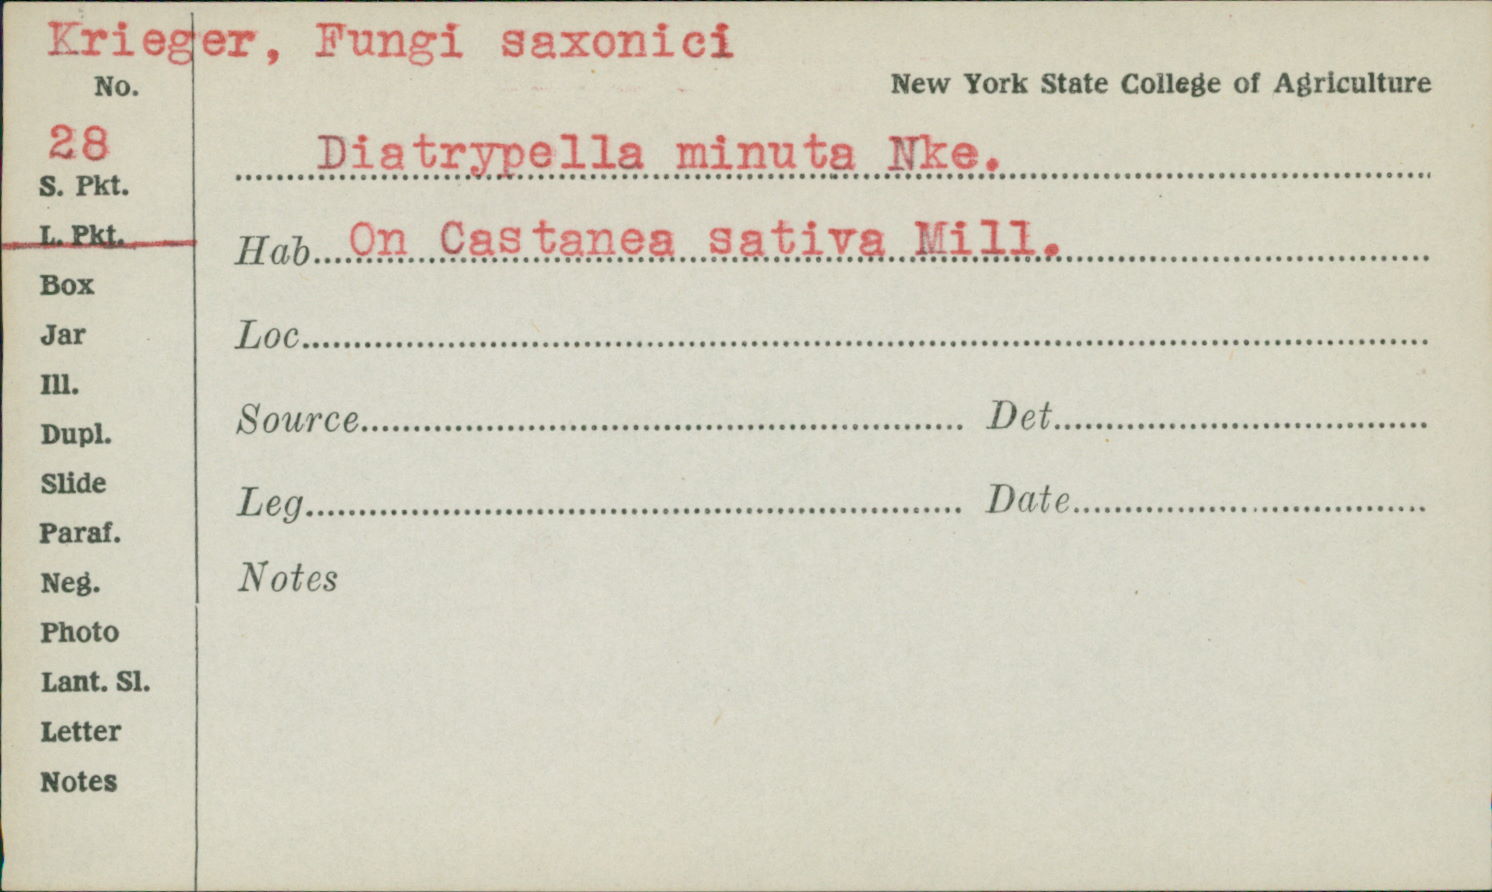 Krieger, Fungi saxonici
No.
New York State College of Agriculture
28
Diatrypella minuta Nke.
S. Pkt.
L. Pkt.
Hab. On Castanea sativa Mill.
Box
Jar
Loc.
Ill.
Source Det.
Dupl.
Slide
Leg. Date
Paraf.
Neg.
Notes
Photo
Lant. Sl.
Letter
Notes